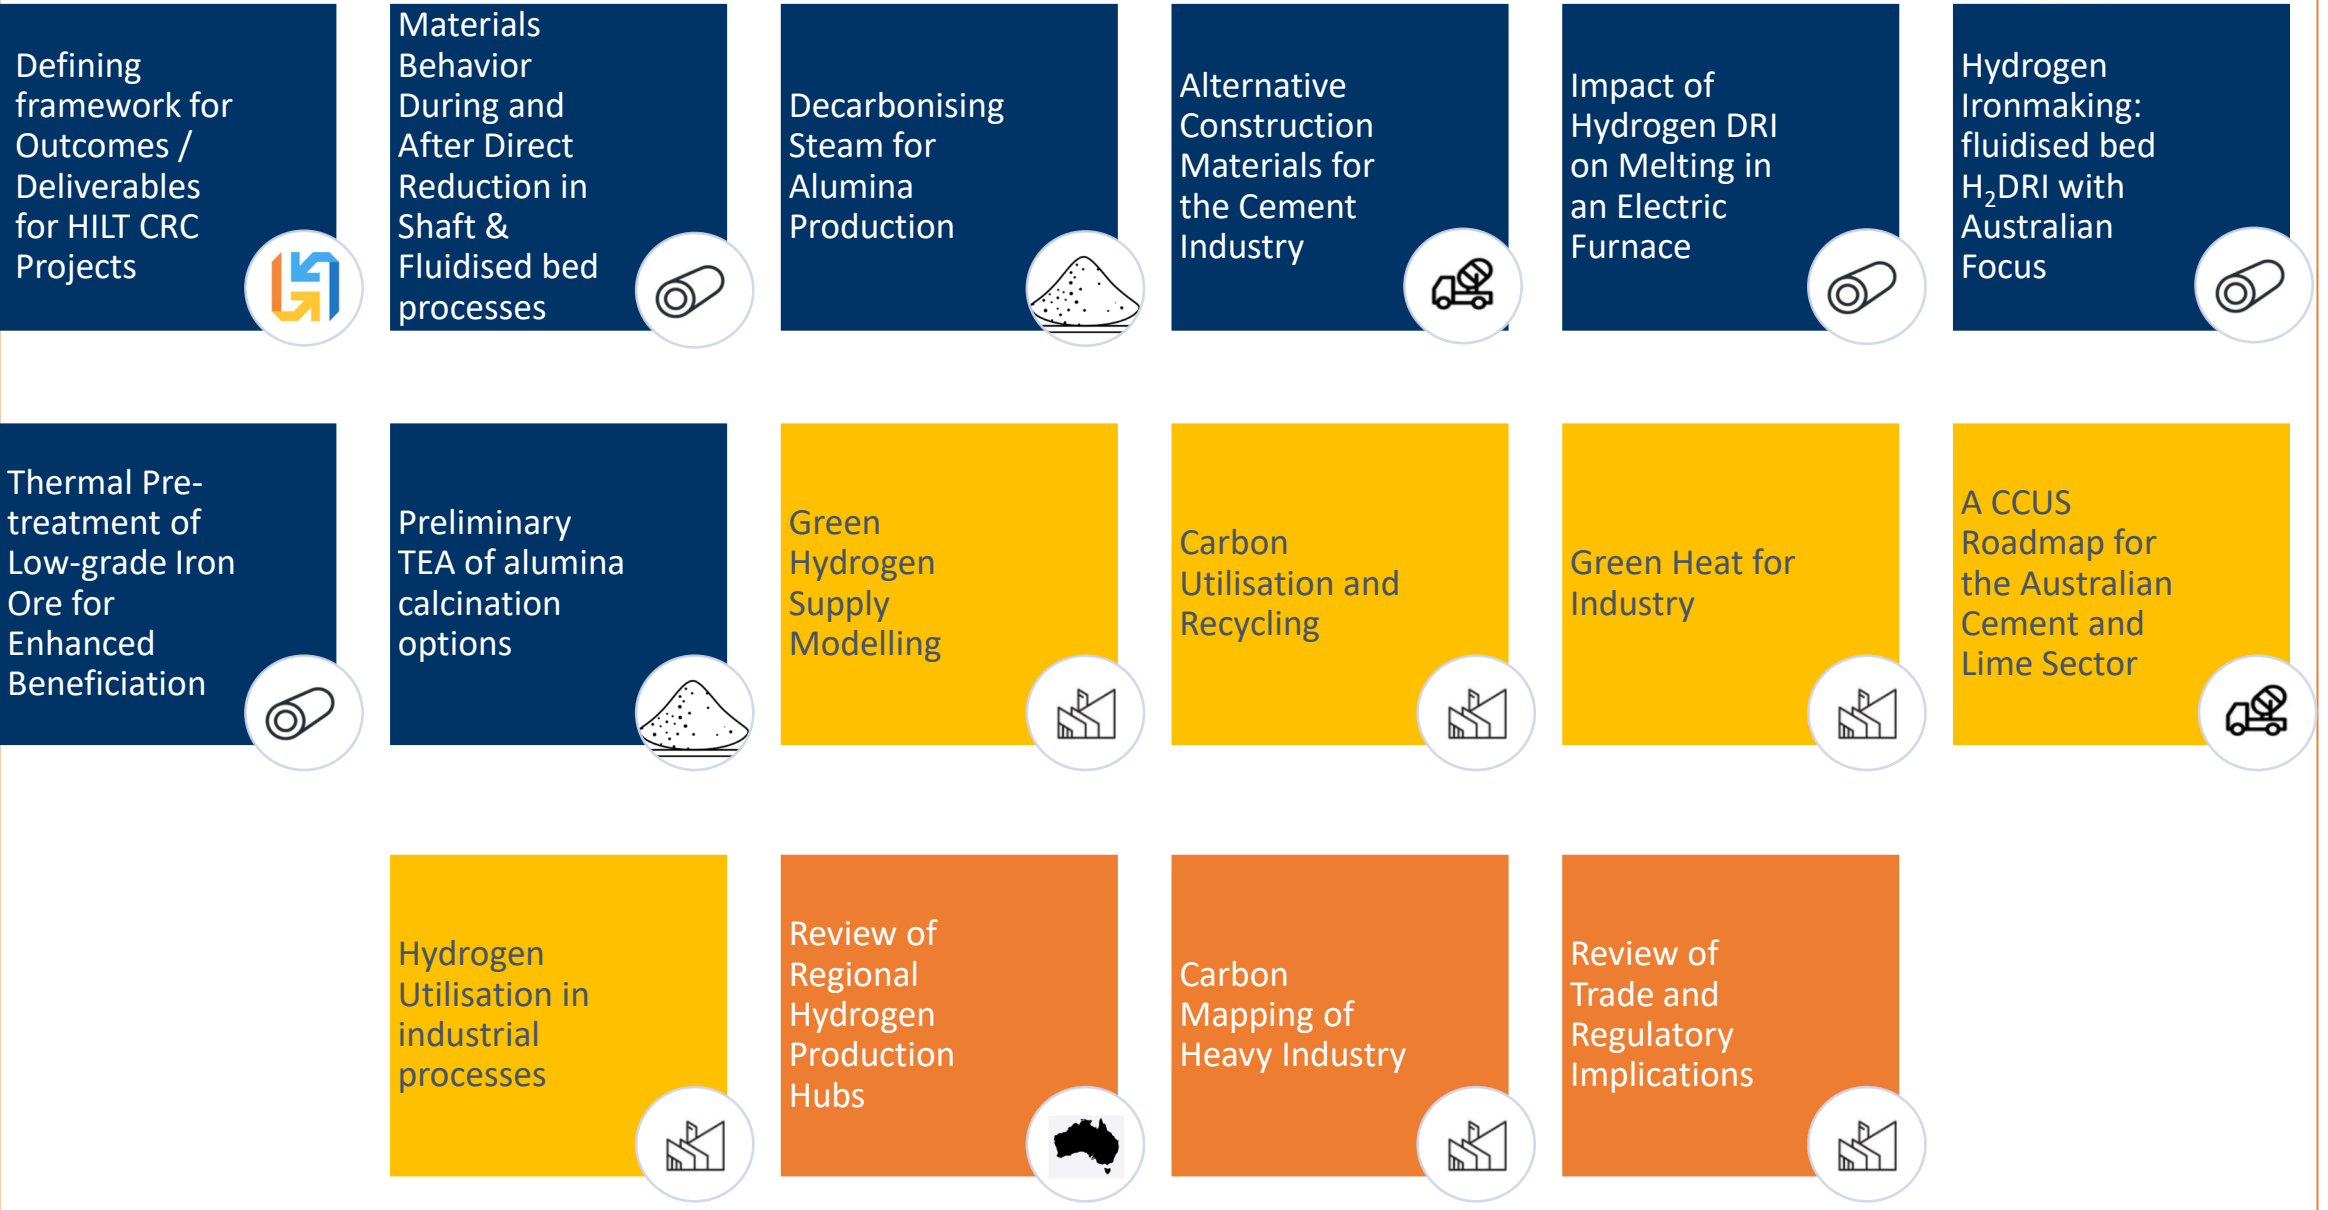 Defining
framework for
Outcomes /
Deliverables
for HILT CRC
Projects
Materials
Behavior
During and
After Direct
Reduction in
Shaft &
Fluidised bed
processes
Decarbonising
Steam for
Alumina
Production
Alternative
Construction
Materials for
the Cement
Industry
Impact of
Hydrogen DRI
on Melting in
an Electric
Furnace
Hydrogen
Ironmaking:
fluidised bed
H₂DRI with
Australian
Focus
Thermal Pre-
treatment of
Low-grade Iron
Ore for
Enhanced
Beneficiation
Preliminary
TEA of alumina
calcination
options
Green
Hydrogen
Supply
Modelling
Carbon
Utilisation and
Recycling
Green Heat for
Industry
A CCUS
Roadmap for
the Australian
Cement and
Lime Sector
Hydrogen
Utilisation in
industrial
processes
Review of
Regional
Hydrogen
Production
Hubs
Carbon
Mapping of
Heavy Industry
Review of
Trade and
Regulatory
Implications